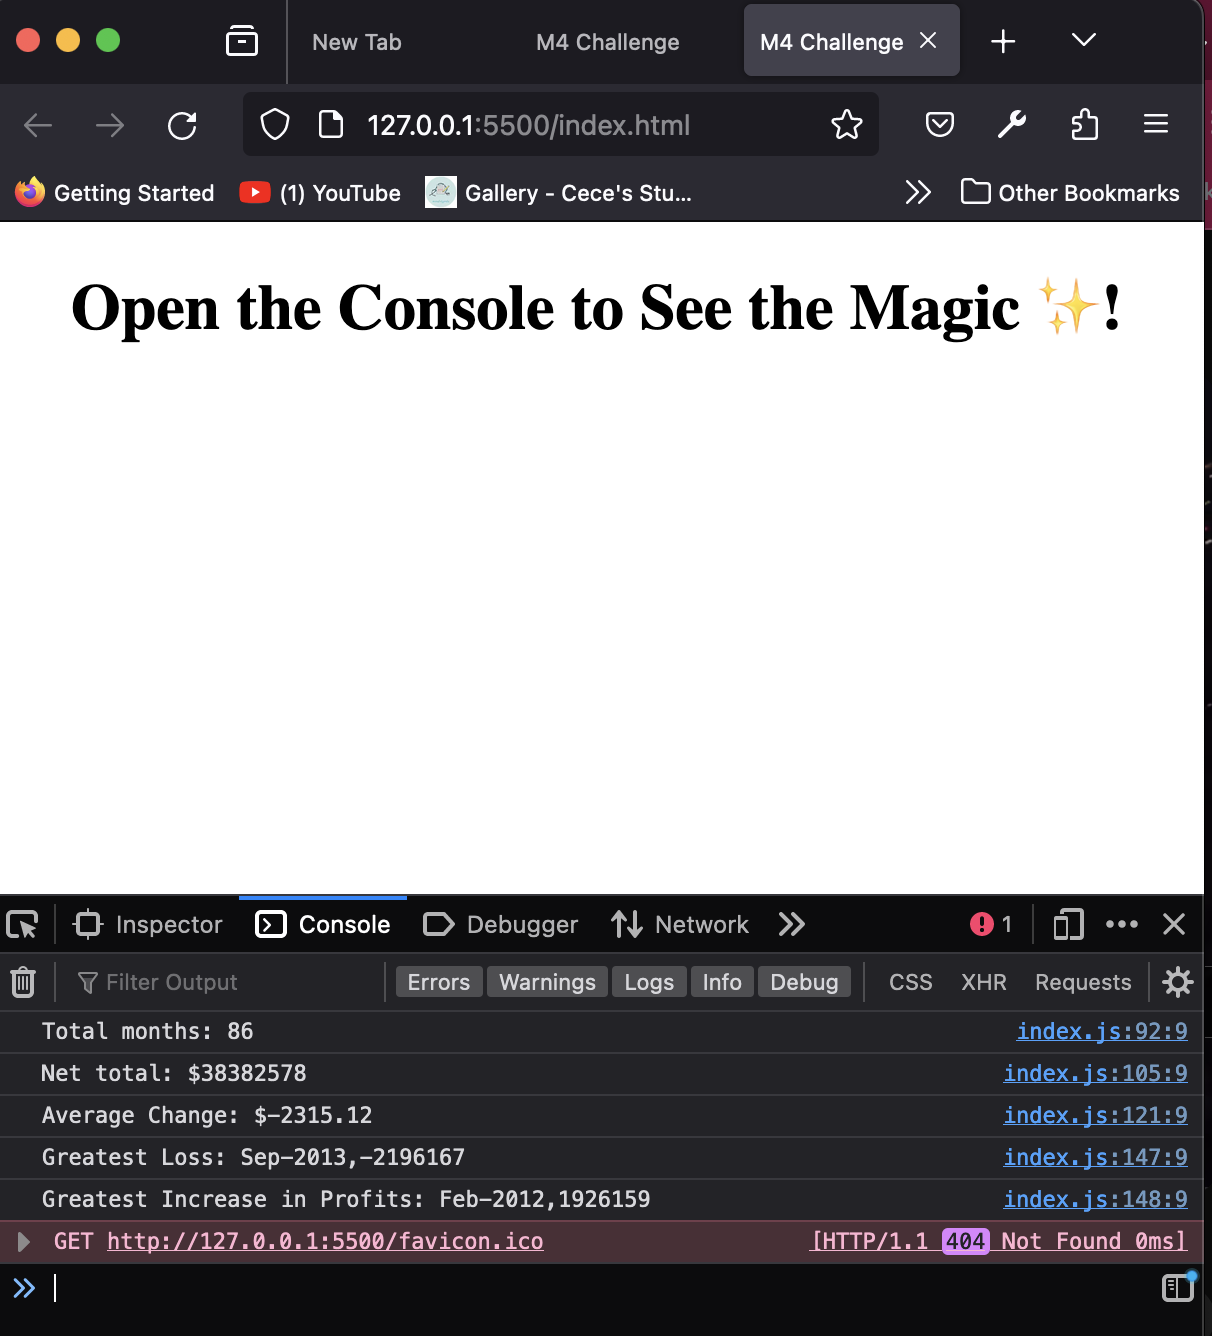 New Tab M4 Challenge M4 Challenge
127.0.0.1:5500/index.html
Getting Started (1) YouTube Gallery - Cece's Stu... Other Bookmarks
Open the Console to See the Magic ✨!
Inspector Console Debugger Network 1
Filter Output Errors Warnings Logs Info Debug CSS XHR Requests
Total months: 86 index.js:92:9
Net total: $38382578 index.js:105:9
Average Change: $-2315.12 index.js:121:9
Greatest Loss: Sep-2013,-2196167 index.js:147:9
Greatest Increase in Profits: Feb-2012,1926159 index.js:148:9
GET http://127.0.0.1:5500/favicon.ico [HTTP/1.1 404 Not Found 0ms]